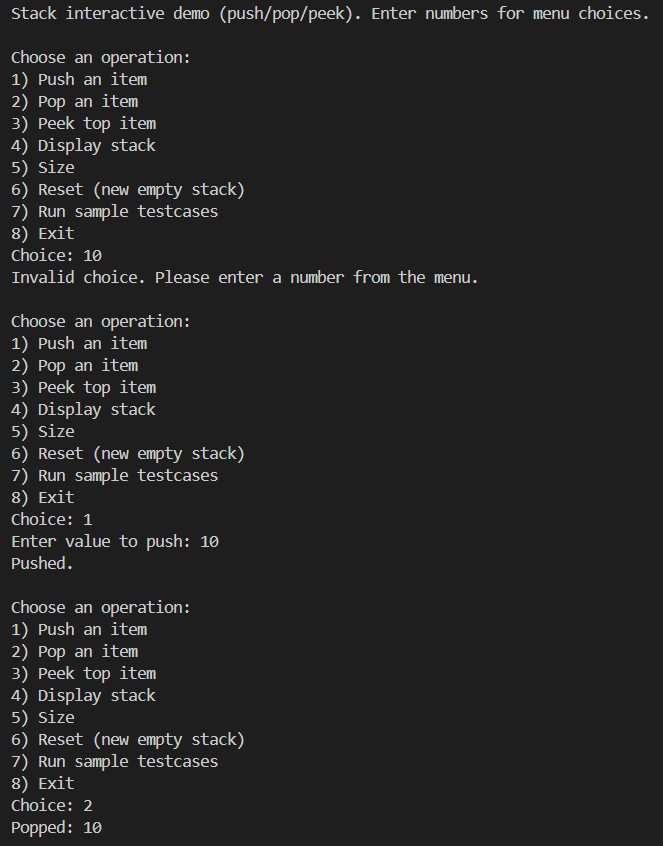 Stack interactive demo (push/pop/peek). Enter numbers for menu choices.
Choose an operation:
1) Push an item
2) Pop an item
3) Peek top item
4) Display stack
5) Size
6) Reset (new empty stack)
7) Run sample testcases
8) Exit
Choice: 10
Invalid choice. Please enter a number from the menu.
Choose an operation:
1) Push an item
2) Pop an item
3) Peek top item
4) Display stack
5) Size
6) Reset (new empty stack)
7) Run sample testcases
8) Exit
Choice: 1
Enter value to push: 10
Pushed.
Choose an operation:
1) Push an item
2) Pop an item
3) Peek top item
4) Display stack
5) Size
6) Reset (new empty stack)
7) Run sample testcases
8) Exit
Choice: 2
Popped: 10